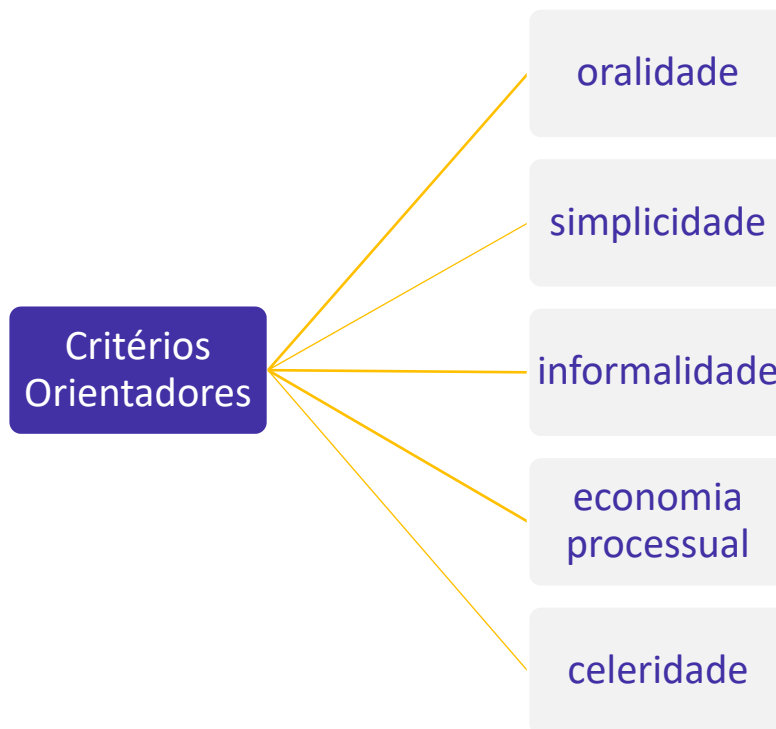 oralidade
simplicidade
Critérios
Orientadores
informalidade
economia
processual
celeridade